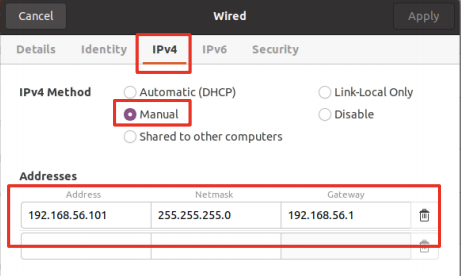 Cancel Wired Apply
Details Identity IPv4 IPv6 Security
IPv4 Method Automatic (DHCP) Link-Local Only
Manual Disable
Shared to other computers
Addresses
Address Netmask Gateway
192.168.56.101 255.255.255.0 192.168.56.1